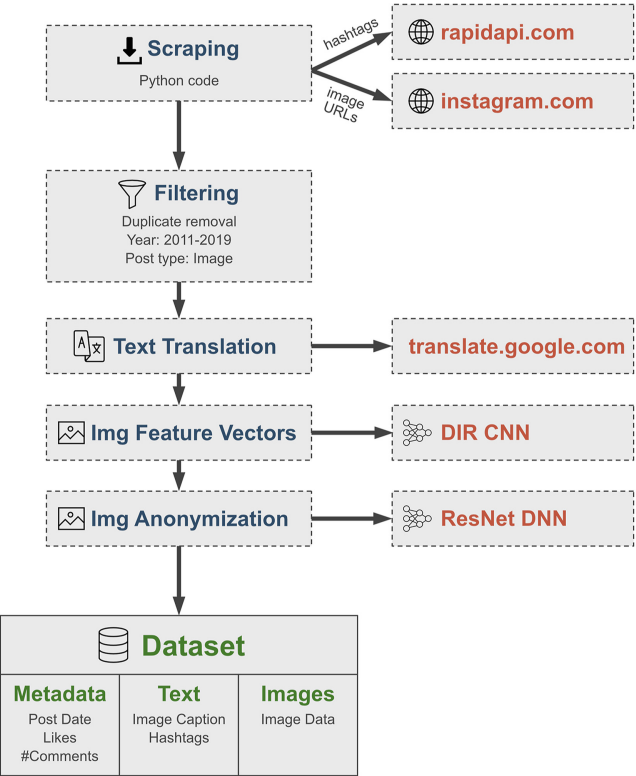 Scraping
Python code
hashtags
rapidapi.com
image
URLs
instagram.com
Filtering
Duplicate removal
Year: 2011-2019
Post type: Image
A
文
Text Translation
translate.google.com
Img Feature Vectors
DIR CNN
Img Anonymization
ResNet DNN
Dataset
Metadata
Post Date
Likes
#Comments
Text
Image Caption
Hashtags
Images
Image Data